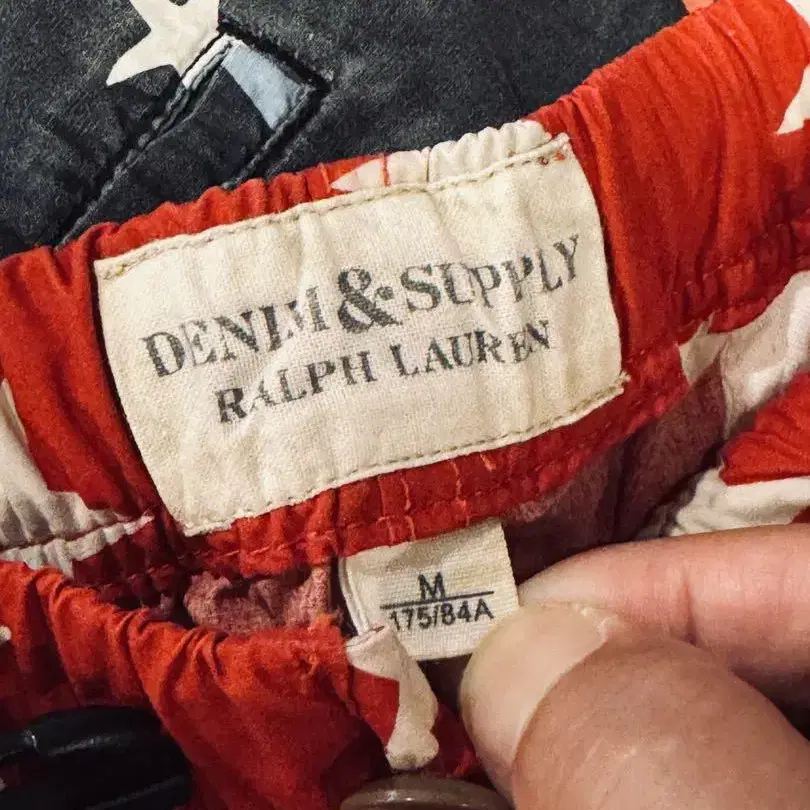 DENIM & SUPPLY
RALPH LAUREN
M
175/84A